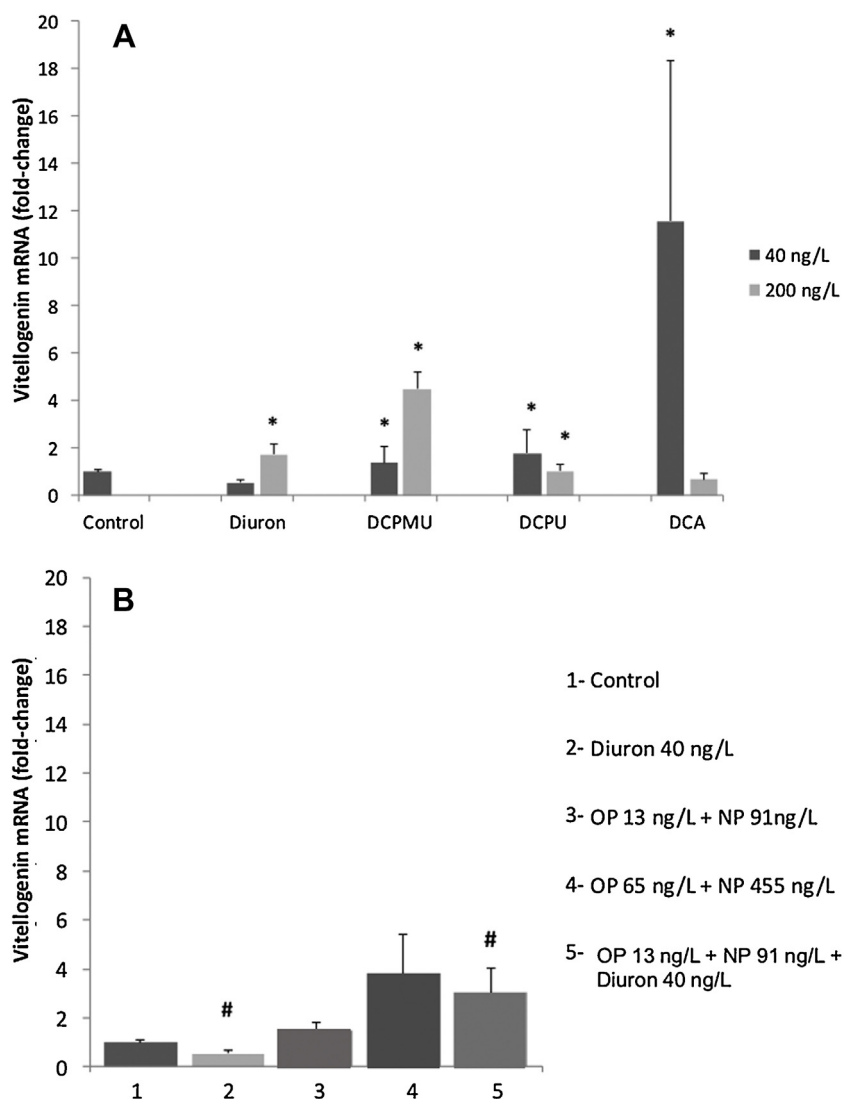 A
Vitellogenin mRNA (fold-change)
20
18
16
14
12
10
8
6
4
2
0
*
*
*
*
*
*
Control Diuron DCPMU DCPU DCA
40 ng/L
200 ng/L
B
Vitellogenin mRNA (fold-change)
20
18
16
14
12
10
8
6
4
2
0
#
#
1 2 3 4 5
1- Control
2- Diuron 40 ng/L
3- OP 13 ng/L + NP 91ng/L
4- OP 65 ng/L + NP 455 ng/L
5- OP 13 ng/L + NP 91 ng/L +
Diuron 40 ng/L